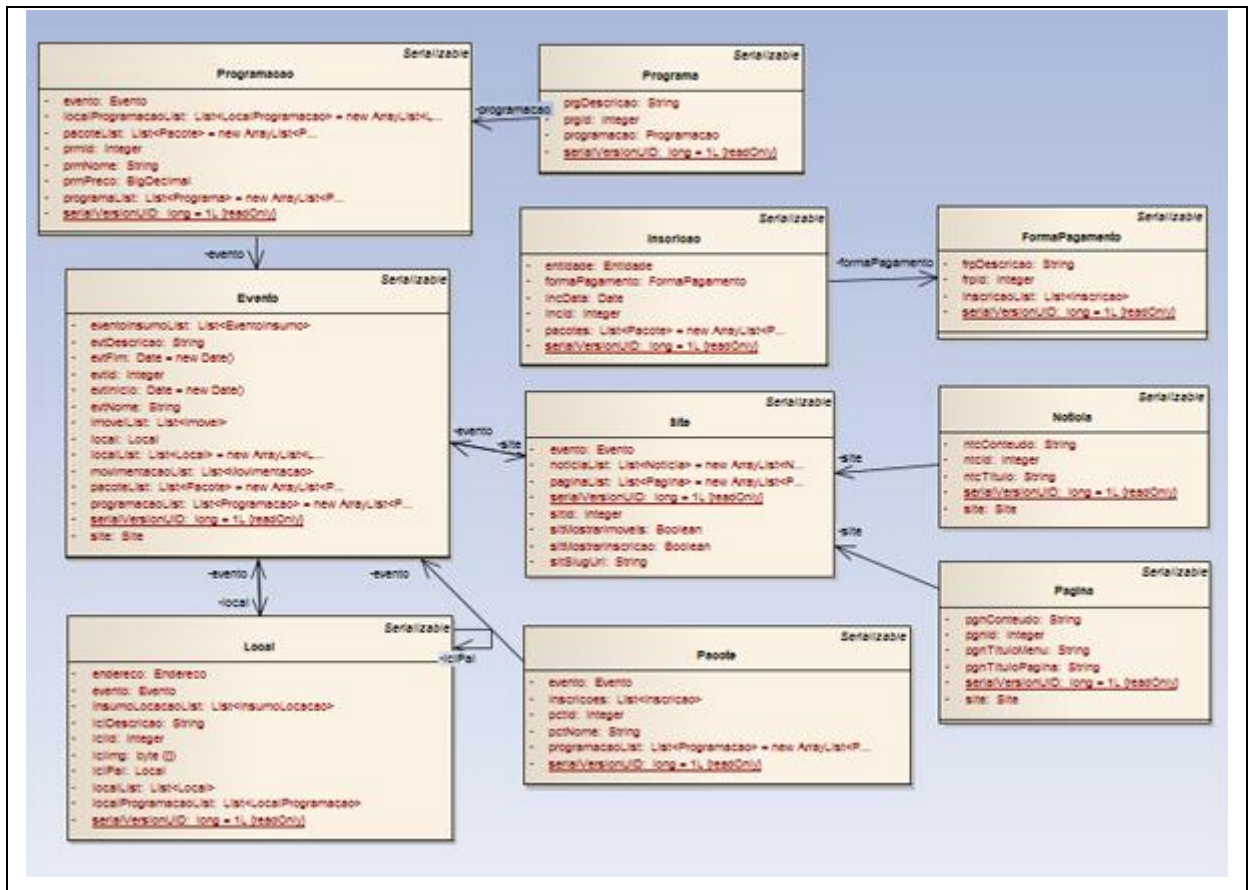 Serializable
Programacao
- evento: Evento
- localProgramacaoList: List<LocalProgramacao> = new ArrayList<L...
- pacoteList: List<Pacote> = new ArrayList<P...
- prmId: Integer
- prmNome: String
- prmPreco: BigDecimal
- programaList: List<Programa> = new ArrayList<P...
- serialVersionUID: long = 1L {readOnly}
Serializable
Programa
- prgDescricao: String
- prgId: Integer
- programacao: Programacao
- serialVersionUID: long = 1L {readOnly}
-programacao
-evento
Serializable
Inscricao
- entidade: Entidade
- formaPagamento: FormaPagamento
- incData: Date
- incId: Integer
- pacotes: List<Pacote> = new ArrayList<P...
- serialVersionUID: long = 1L {readOnly}
-formaPagamento
Serializable
FormaPagamento
- frpDescricao: String
- frpId: Integer
- inscricaoList: List<Inscricao>
- serialVersionUID: long = 1L {readOnly}
Serializable
Evento
- eventoInsumoList: List<EventoInsumo>
- evtDescricao: String
- evtFim: Date = new Date()
- evtId: Integer
- evtInicio: Date = new Date()
- evtNome: String
- imovelList: List<Imovel>
- local: Local
- localList: List<Local> = new ArrayList<L...
- movimentacaoList: List<Movimentacao>
- pacoteList: List<Pacote> = new ArrayList<P...
- programacaoList: List<Programacao> = new ArrayList<P...
- serialVersionUID: long = 1L {readOnly}
- site: Site
-evento
-site
Serializable
Site
- evento: Evento
- noticiaList: List<Noticia> = new ArrayList<N...
- paginaList: List<Pagina> = new ArrayList<P...
- serialVersionUID: long = 1L {readOnly}
- sitId: Integer
- sitMostrarImoveis: Boolean
- sitMostrarInscricao: Boolean
- sitSlugUrl: String
-site
-site
Serializable
Noticia
- ntcConteudo: String
- ntcId: Integer
- ntcTitulo: String
- serialVersionUID: long = 1L {readOnly}
- site: Site
Serializable
Pagina
- pgnConteudo: String
- pgnId: Integer
- pgnTituloMenu: String
- pgnTituloPagina: String
- serialVersionUID: long = 1L {readOnly}
- site: Site
-evento
-evento
-local
Serializable
Local
- endereco: Endereco
- evento: Evento
- insumoLocacaoList: List<InsumoLocacao>
- lclDescricao: String
- lclId: Integer
- lclImg: byte ([])
- lclPai: Local
- localList: List<Local>
- localProgramacaoList: List<LocalProgramacao>
- serialVersionUID: long = 1L {readOnly}
-lclPai
Serializable
Pacote
- evento: Evento
- inscricoes: List<Inscricao>
- pctId: Integer
- pctNome: String
- programacaoList: List<Programacao> = new ArrayList<P...
- serialVersionUID: long = 1L {readOnly}